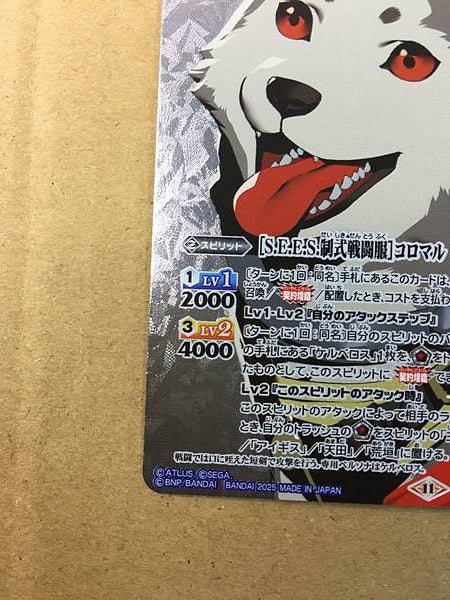 ② スピリット [S.E.E.S.制式戦闘服]コロマル
1 LV1 2000
3 LV2 4000
『ターンに1回:同名』手札にあるこのカードは、
召喚/契約煌臨/配置したとき、コストを支払わ
Lv1・Lv2『自分のアタックステップ』
『ターンに1回:同名』自分のスピリットのバ
の手札にある「ケルベロス」1枚を、
たものとして、このスピリットに 契約煌臨 で
Lv2『このスピリットのアタック時』
このスピリットのアタックによって相手のラ
とき、自分のトラッシュの をスピリットの
/「アイギス」/「天田」/「荒垣」に置ける。
戦闘では口に咥えた短剣で攻撃を行う。専用ペルソナはケルベロス。
©ATLUS. ©SEGA.
©BNP/BANDAI BANDAI 2025 MADE IN JAPAN
11